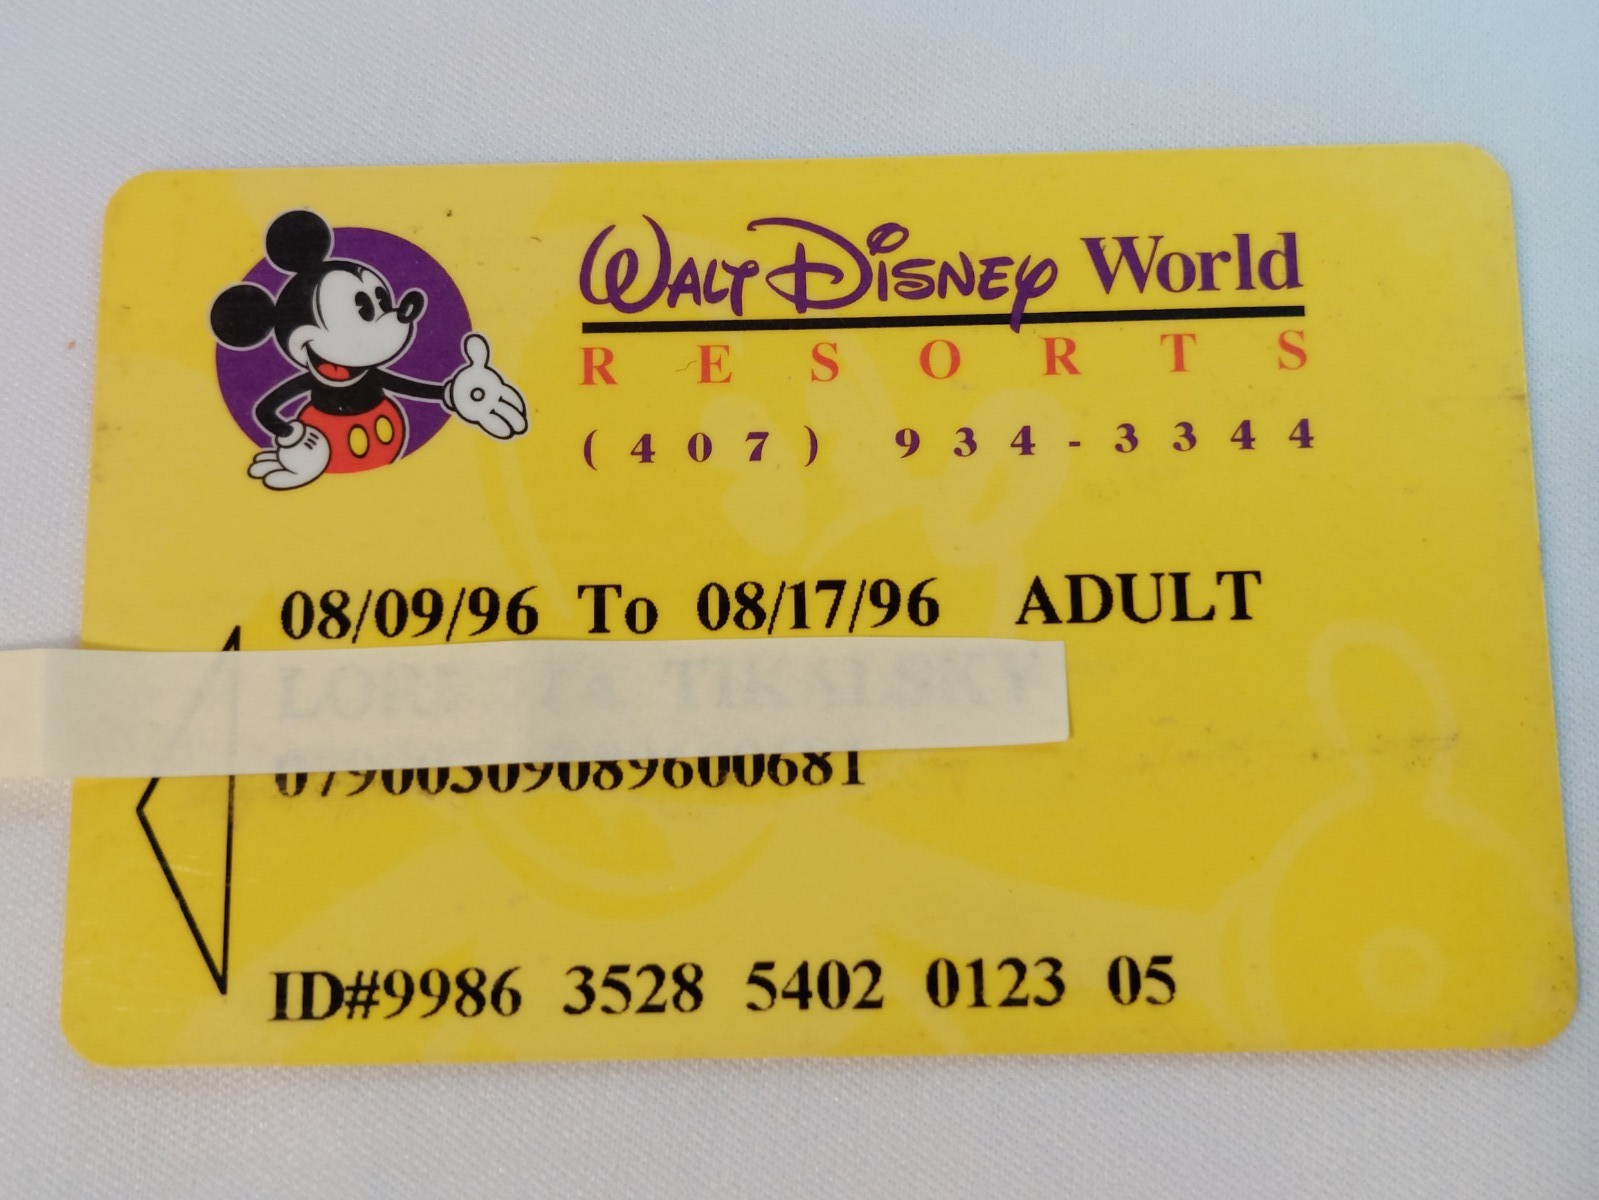 WALT DISNEY World
RESORTS
(407) 934-3344
08/09/96 To 08/17/96 ADULT
ID#9986 3528 5402 0123 05